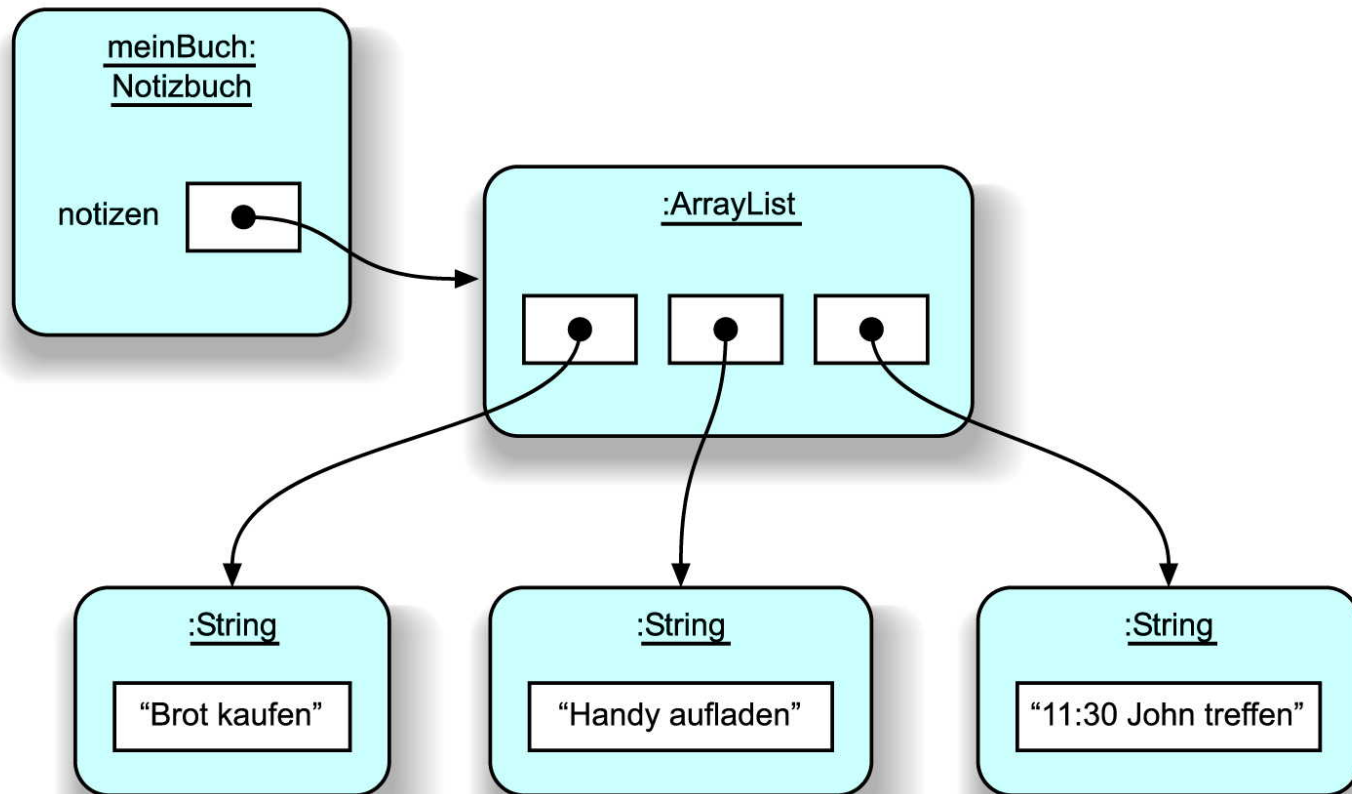 meinBuch:
Notizbuch
notizen
:ArrayList
:String
“Brot kaufen”
:String
“Handy aufladen”
:String
“11:30 John treffen”